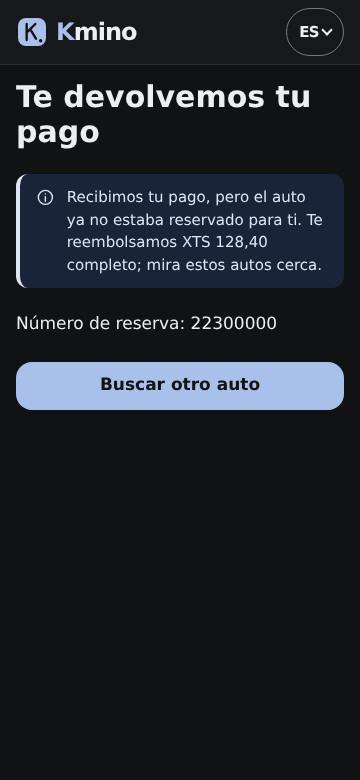 K. Kmino
ES
Te devolvemos tu
pago
Recibimos tu pago, pero el auto
ya no estaba reservado para ti. Te
reembolsamos XTS 128,40
completo; mira estos autos cerca.
Número de reserva: 22300000
Buscar otro auto